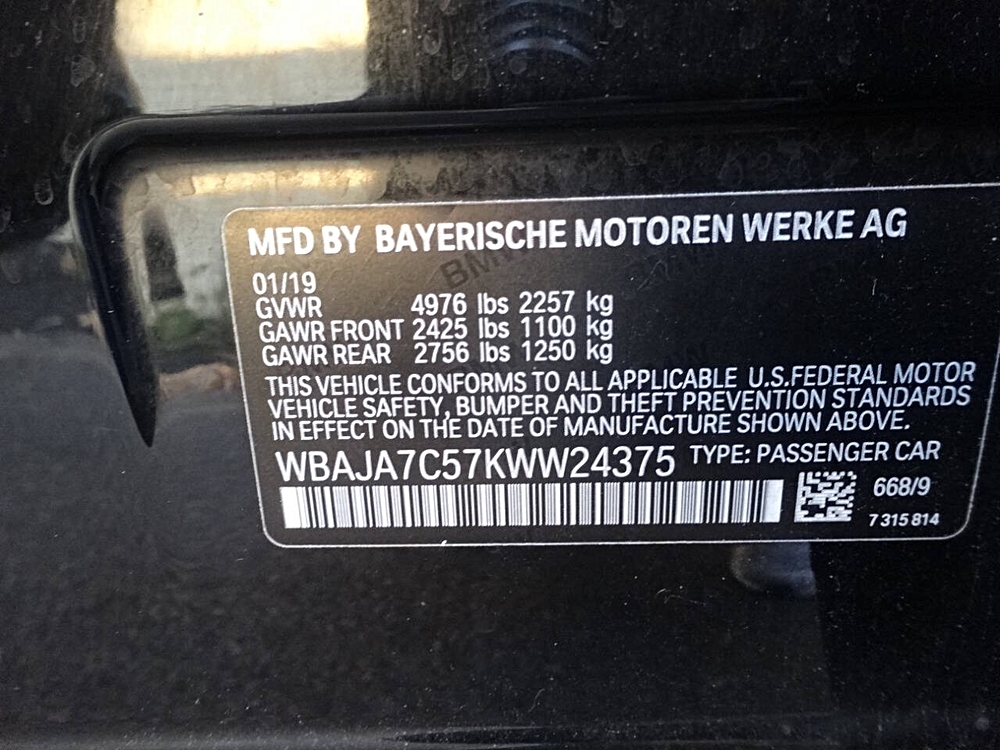 MFD BY BAYERISCHE MOTOREN WERKE AG
01/19
GVWR 4976 lbs 2257 kg
GAWR FRONT 2425 lbs 1100 kg
GAWR REAR 2756 lbs 1250 kg
THIS VEHICLE CONFORMS TO ALL APPLICABLE U.S.FEDERAL MOTOR
VEHICLE SAFETY, BUMPER AND THEFT PREVENTION STANDARDS
IN EFFECT ON THE DATE OF MANUFACTURE SHOWN ABOVE.
WBAJA7C57KWW24375 TYPE: PASSENGER CAR
668/9
7 315 814